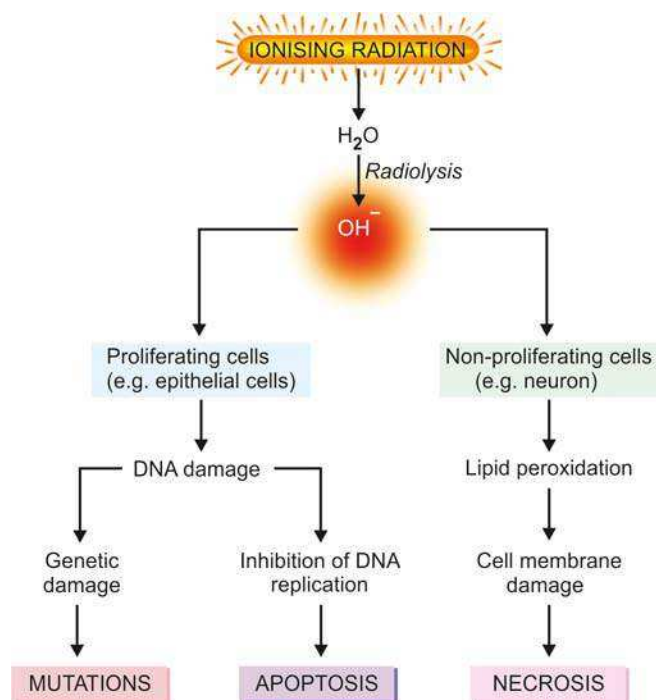 IONISING RADIATION
H₂O
Radiolysis
OH⁻
Proliferating cells
(e.g. epithelial cells)
Non-proliferating cells
(e.g. neuron)
DNA damage
Lipid peroxidation
Genetic
damage
Inhibition of DNA
replication
Cell membrane
damage
MUTATIONS
APOPTOSIS
NECROSIS